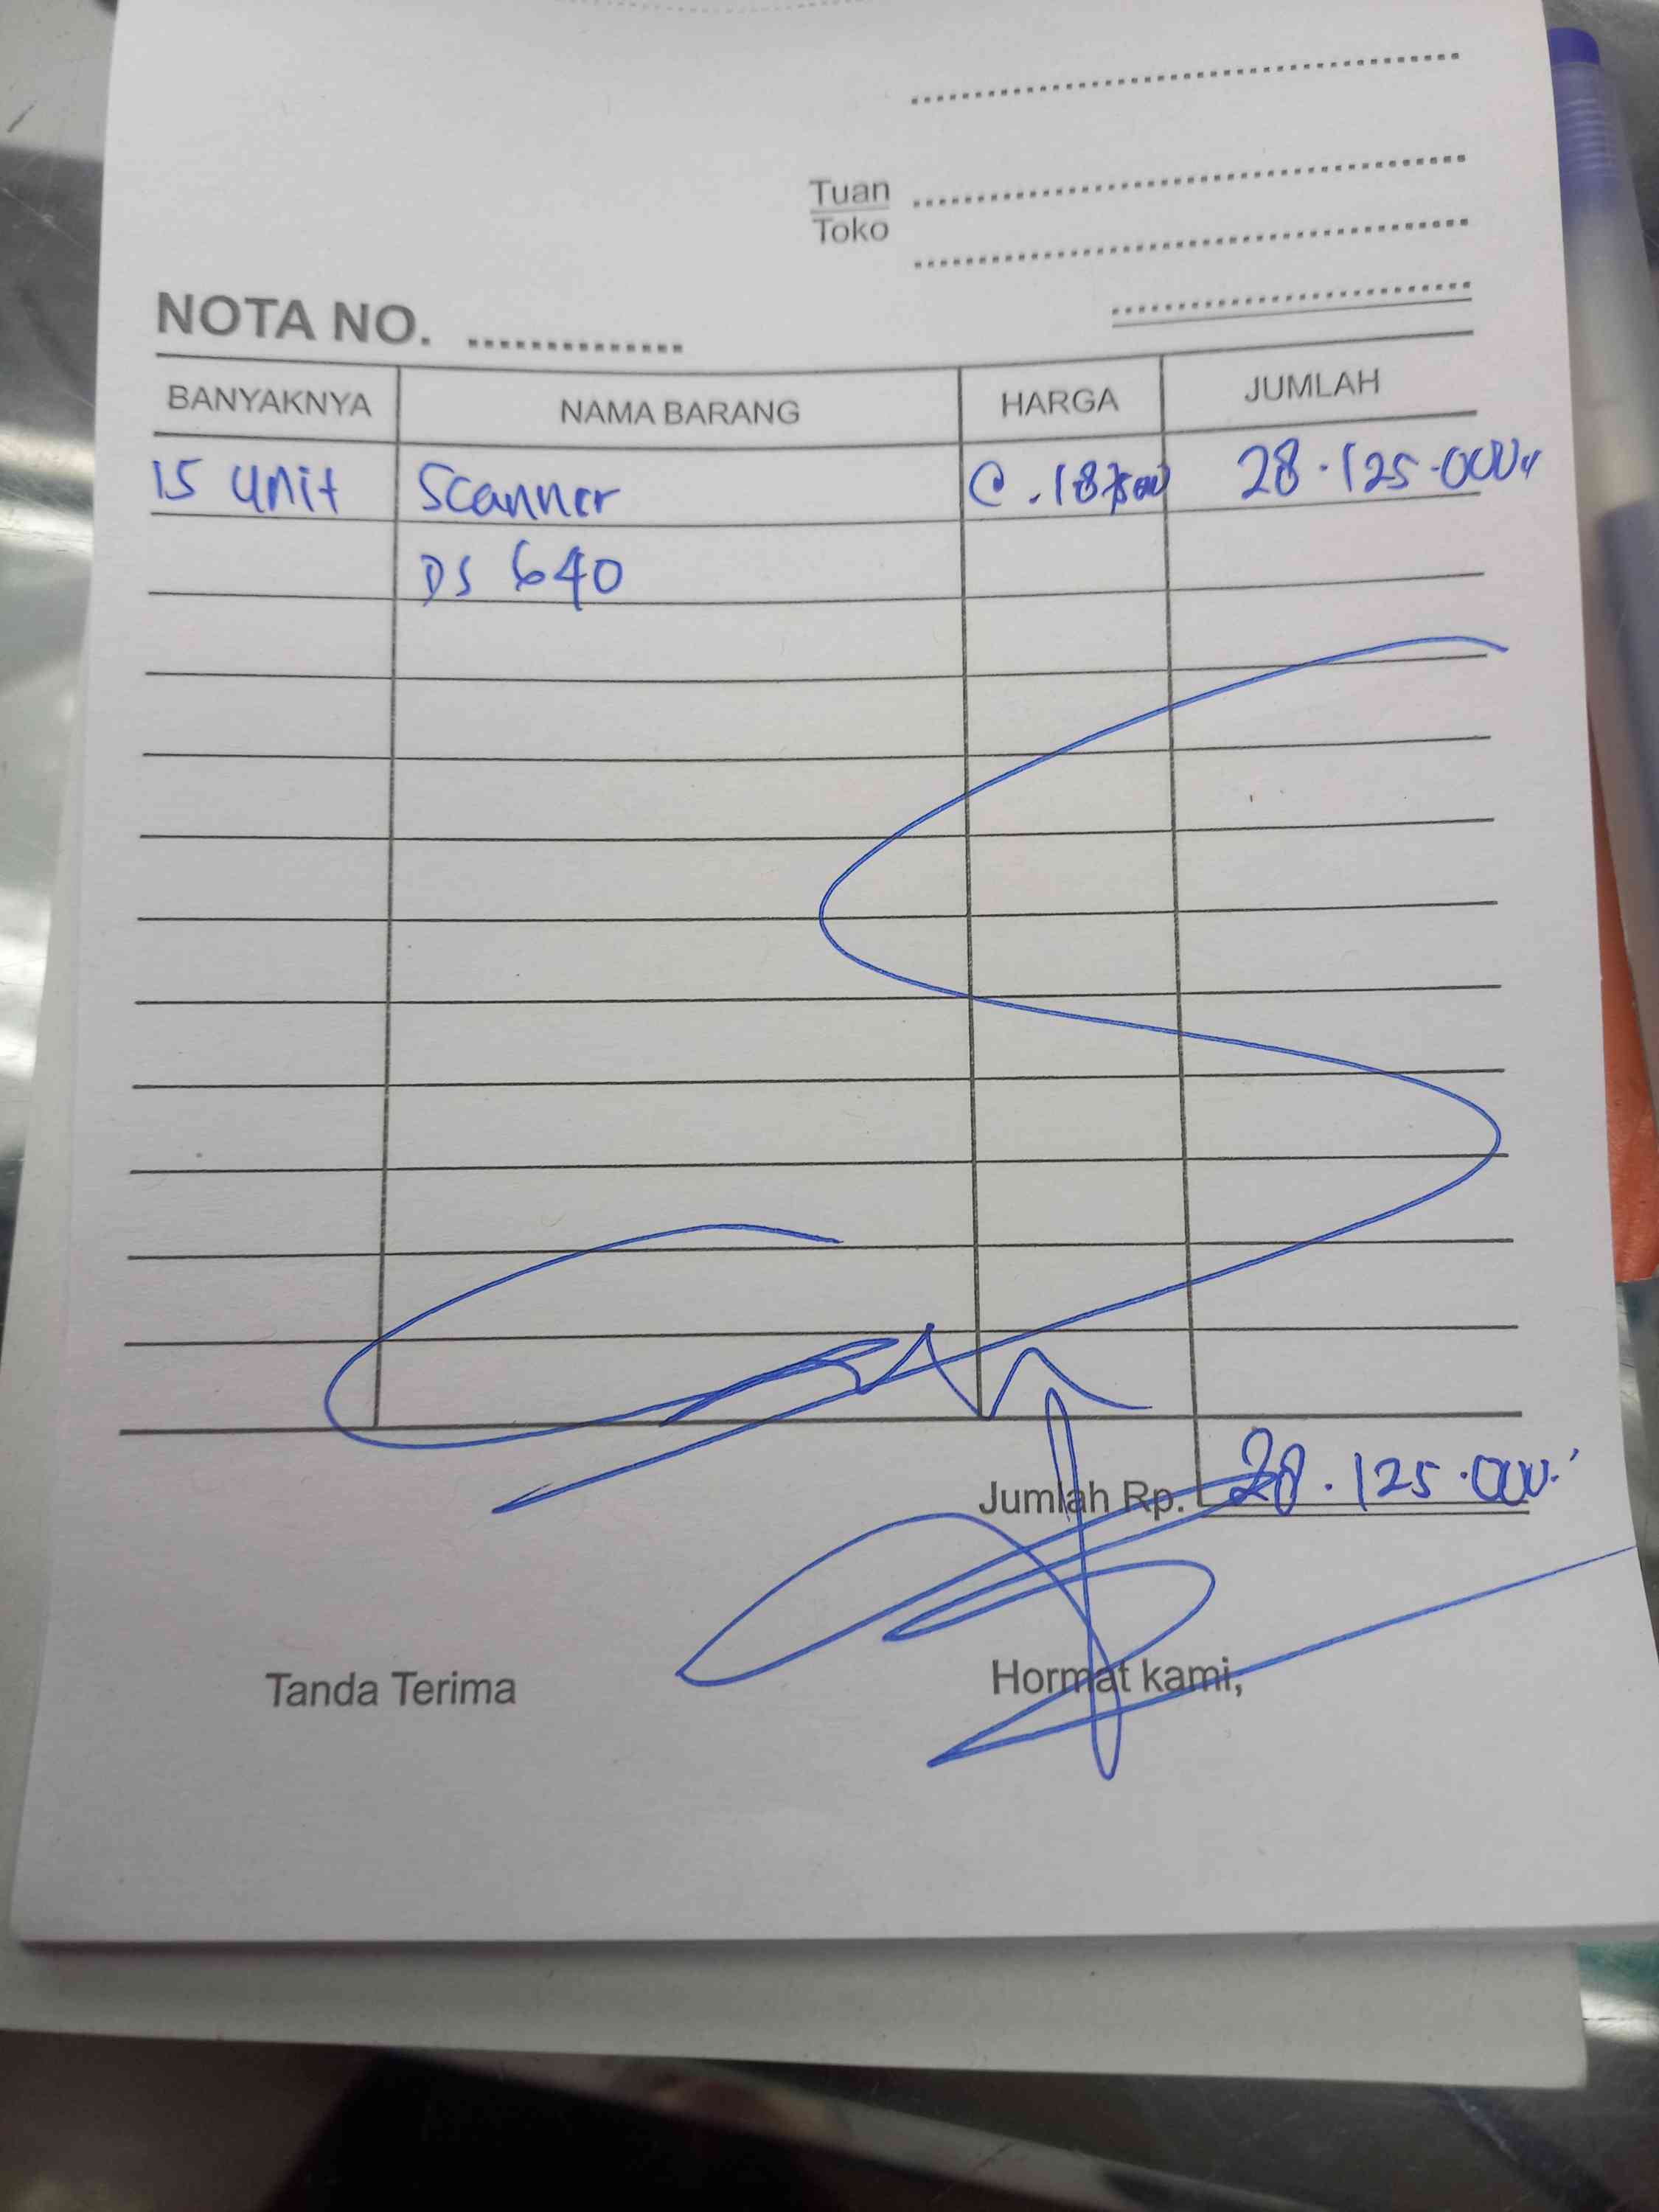 Tuan
Toko
NOTA NO.
BANYAKNYA NAMA BARANG HARGA JUMLAH
15 unit Scanner @ . 1875000 28.125.000
DS 640
Jumlah Rp. 28.125.000
Tanda Terima Hormat kami,